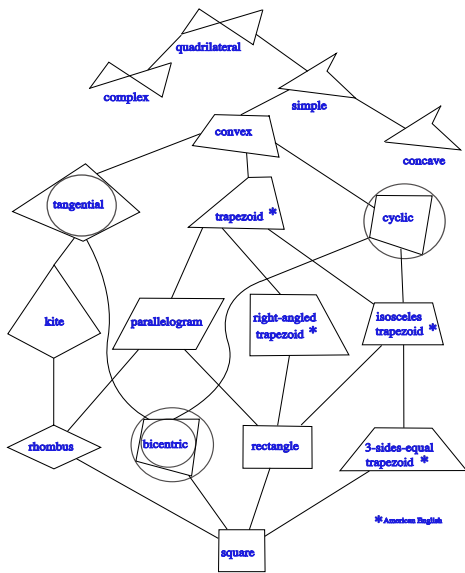 quadrilateral
complex
simple
convex
concave
tangential
trapezoid *
cyclic
kite
parallelogram
right-angled
trapezoid *
isosceles
trapezoid *
rhombus
bicentric
rectangle
3-sides-equal
trapezoid *
*American English
square